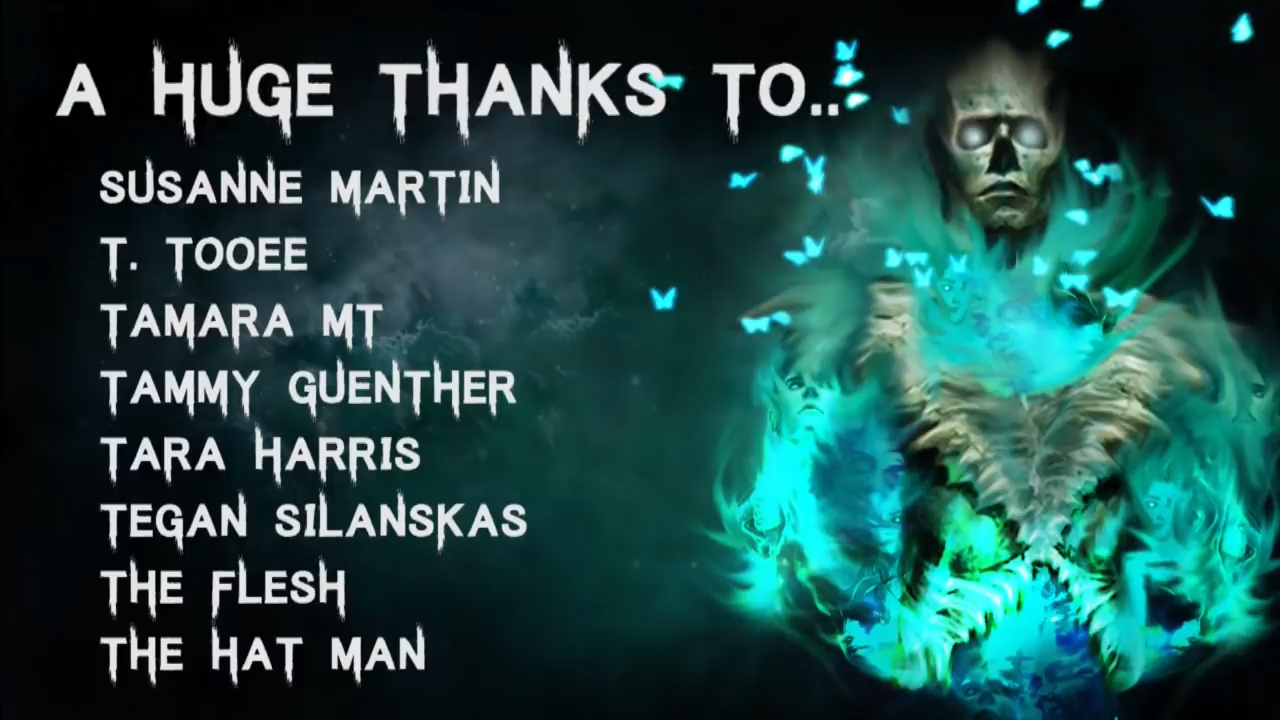 A HUGE THANKS TO..
SUSANNE MARTIN
T. TOOEE
TAMARA MT
TAMMY GUENTHER
TARA HARRIS
TEGAN SILANSKAS
THE FLESH
THE HAT MAN